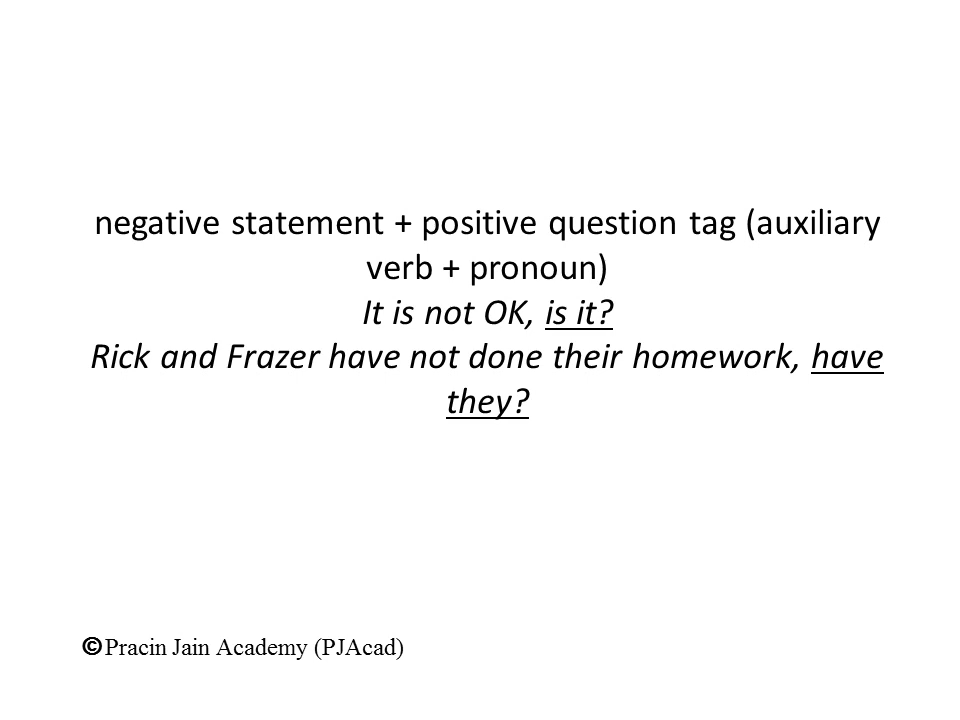 negative statement + positive question tag (auxiliary
verb + pronoun)
It is not OK, is it?
Rick and Frazer have not done their homework, have
they?
©Pracin Jain Academy (PJAcad)